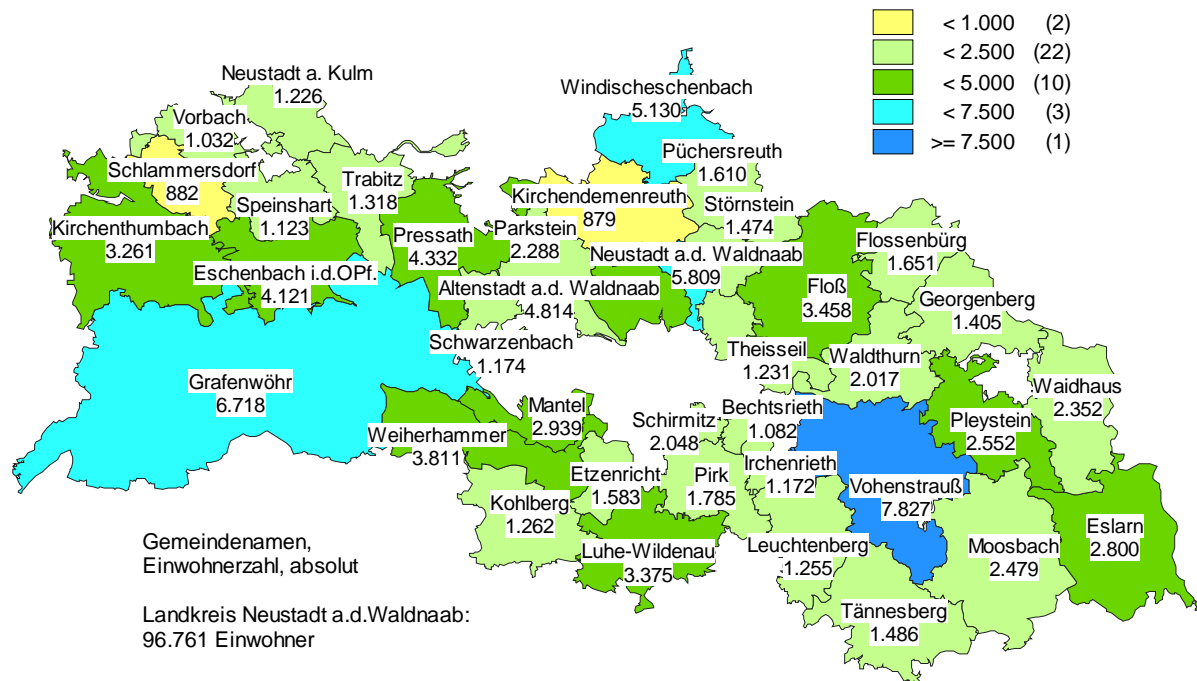 < 1.000 (2)
< 2.500 (22)
< 5.000 (10)
< 7.500 (3)
>= 7.500 (1)
Neustadt a. Kulm
1.226
Windischeschenbach
5.130
Vorbach
1.032
Püchersreuth
1.610
Schlammersdorf
882
Trabitz
1.318
Kirchendemenreuth
879
Speinshart
1.123
Störnstein
1.474
Kirchenthumbach
3.261
Pressath
4.332
Parkstein
2.288
Neustadt a.d. Waldnaab
5.809
Flossenbürg
1.651
Eschenbach i.d.OPf.
4.121
Altenstadt a.d. Waldnaab
4.814
Floß
3.458
Georgenberg
1.405
Schwarzenbach
1.174
Theisseil
1.231
Waldthurn
2.017
Grafenwöhr
6.718
Waidhaus
2.352
Mantel
2.939
Schirmitz
2.048
Bechtsrieth
1.082
Pleystein
2.552
Weiherhammer
3.811
Etzenricht
1.583
Pirk
1.785
Irchenrieth
1.172
Vohenstrauß
7.827
Kohlberg
1.262
Eslarn
2.800
Luhe-Wildenau
3.375
Leuchtenberg
1.255
Moosbach
2.479
Tännesberg
1.486
Gemeindenamen,
Einwohnerzahl, absolut
Landkreis Neustadt a.d.Waldnaab:
96.761 Einwohner